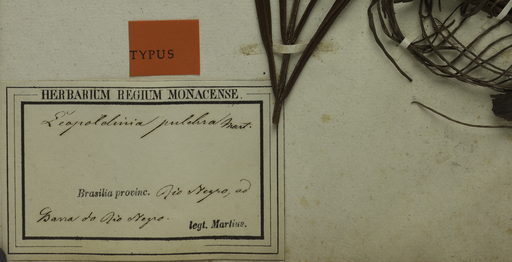 TYPUS
HERBARIUM REGIUM MONACENSE.
Leopoldinia pulchra Mart.
Brasilia provinc. Rio Negro, ad
Barra do Rio Negro.
legt. Martius.